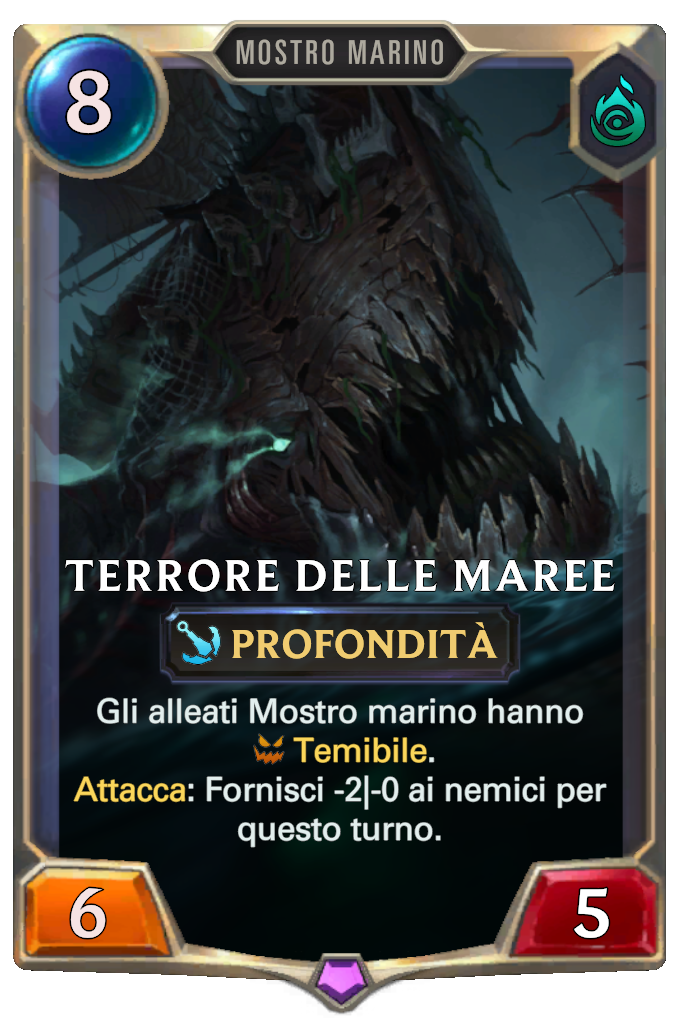 MOSTRO MARINO
8
TERRORE DELLE MAREE
PROFONDITÀ
Gli alleati Mostro marino hanno
Temibile.
Attacca: Fornisci -2|-0 ai nemici per
questo turno.
6
5